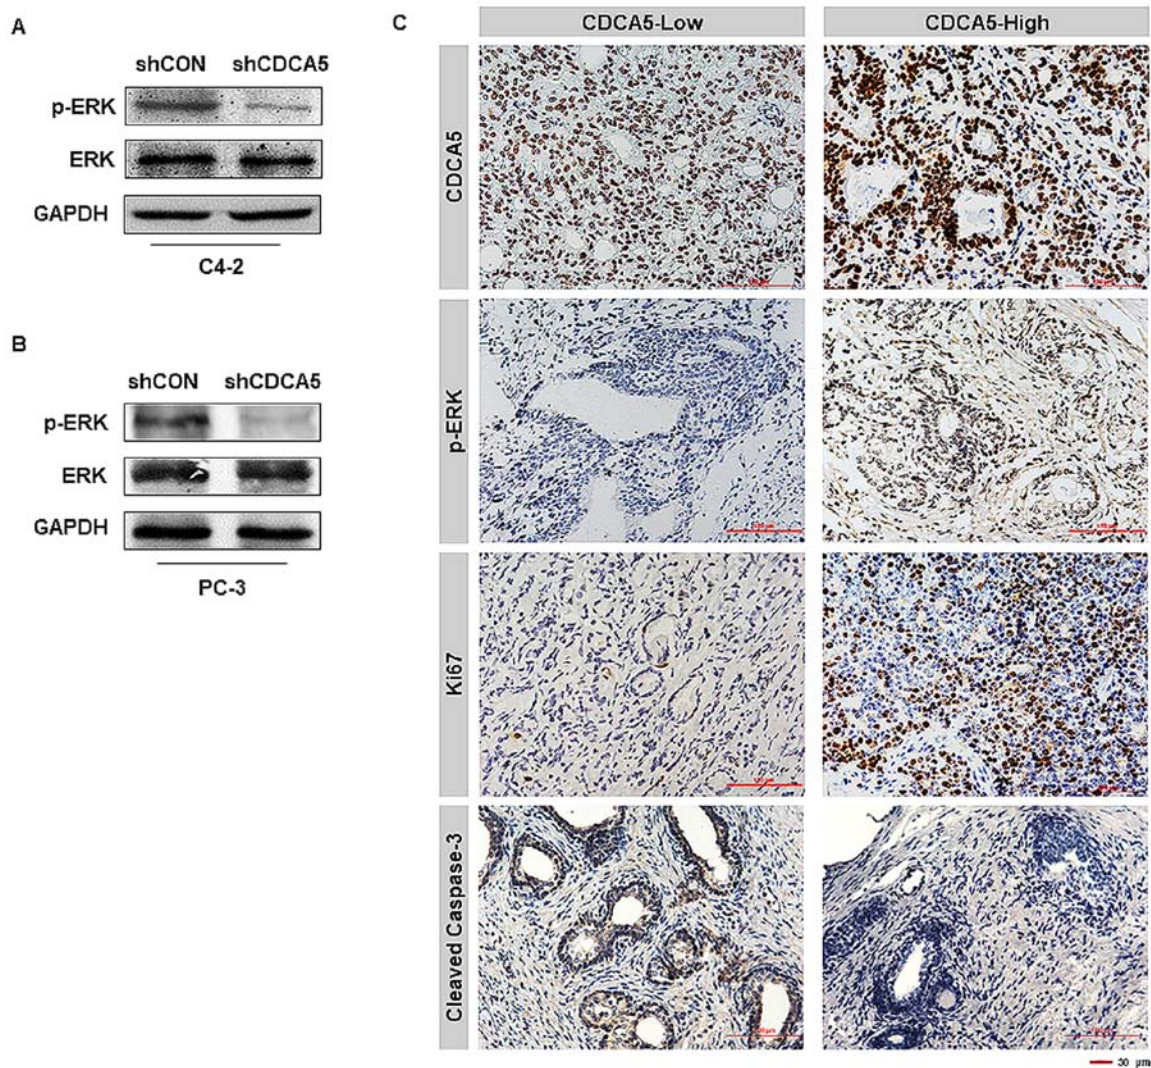 A
shCON shCDCA5
p-ERK
ERK
GAPDH
C4-2
B
shCON shCDCA5
p-ERK
ERK
GAPDH
PC-3
C
CDCA5-Low CDCA5-High
CDCA5
p-ERK
Ki67
Cleaved Caspase-3
30 µm